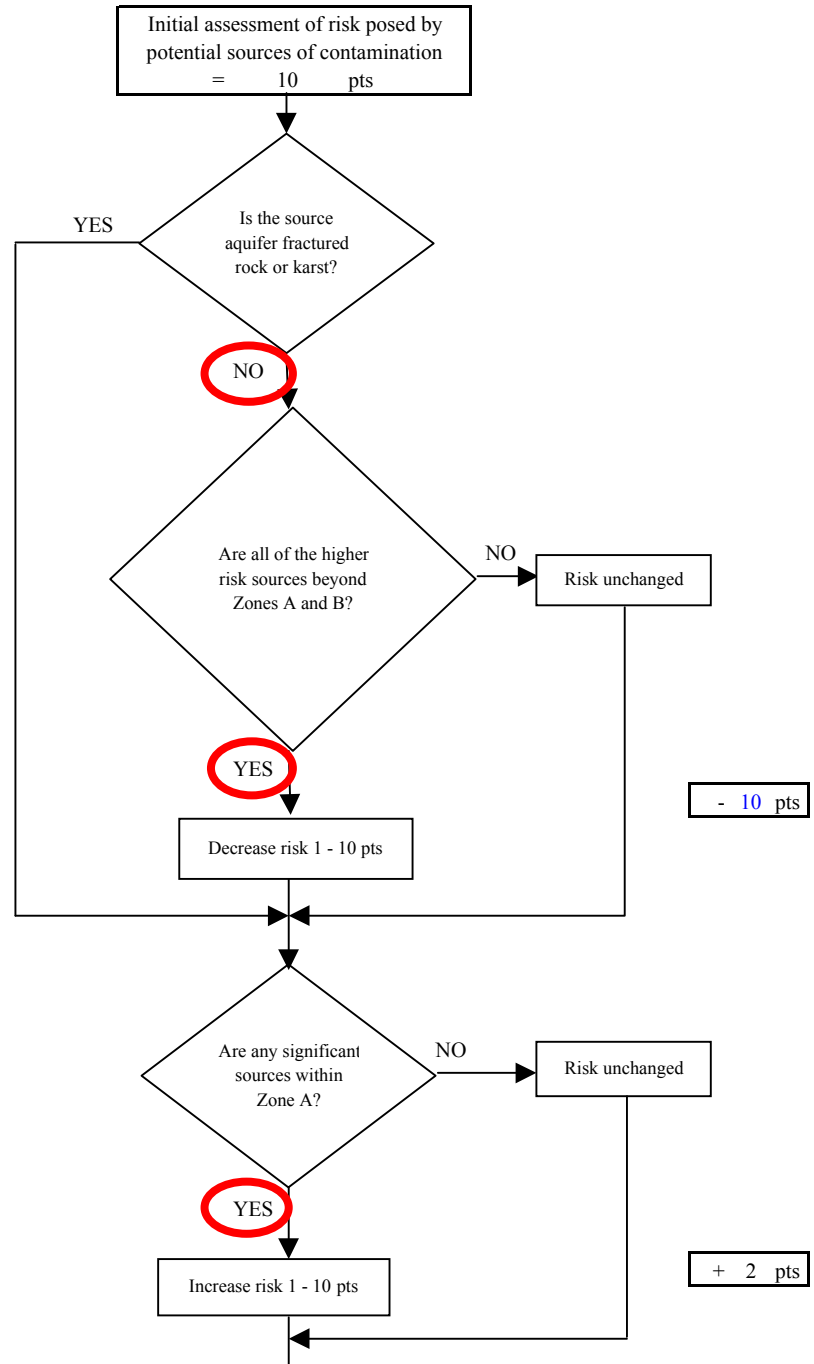 Initial assessment of risk posed by
potential sources of contamination
= 10 pts
YES
Is the source
aquifer fractured
rock or karst?
NO
Are all of the higher
risk sources beyond
Zones A and B?
NO
Risk unchanged
YES
- 10 pts
Decrease risk 1 - 10 pts
Are any significant
sources within
Zone A?
NO
Risk unchanged
YES
+ 2 pts
Increase risk 1 - 10 pts